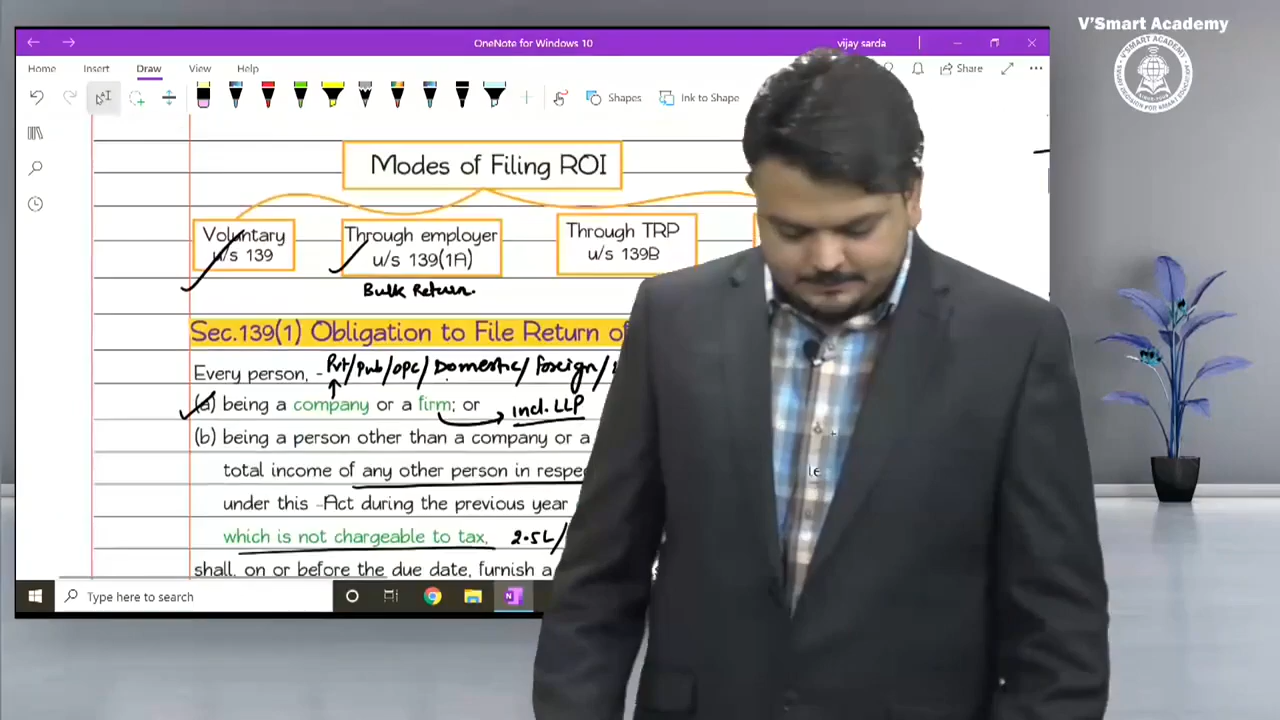 V'Smart Academy
OneNote for Windows 10
vijay sarda
Home
Insert
Draw
View
Help
Share
Shapes
Ink to Shape
Modes of Filing ROI
Voluntary
u/s 139
Through employer
u/s 139(1A)
Through TRP
u/s 139B
Bulk Return.
Sec.139(1) Obligation to File Return of
Every person, - Pvt/Pub/OPC/Domestic/Foreign/
(a) being a company or a firm; or incl. LLP
(b) being a person other than a company or a
total income of any other person in respe
under this Act during the previous year
which is not chargeable to tax, 2.5L/
shall, on or before the due date, furnish a
Type here to search